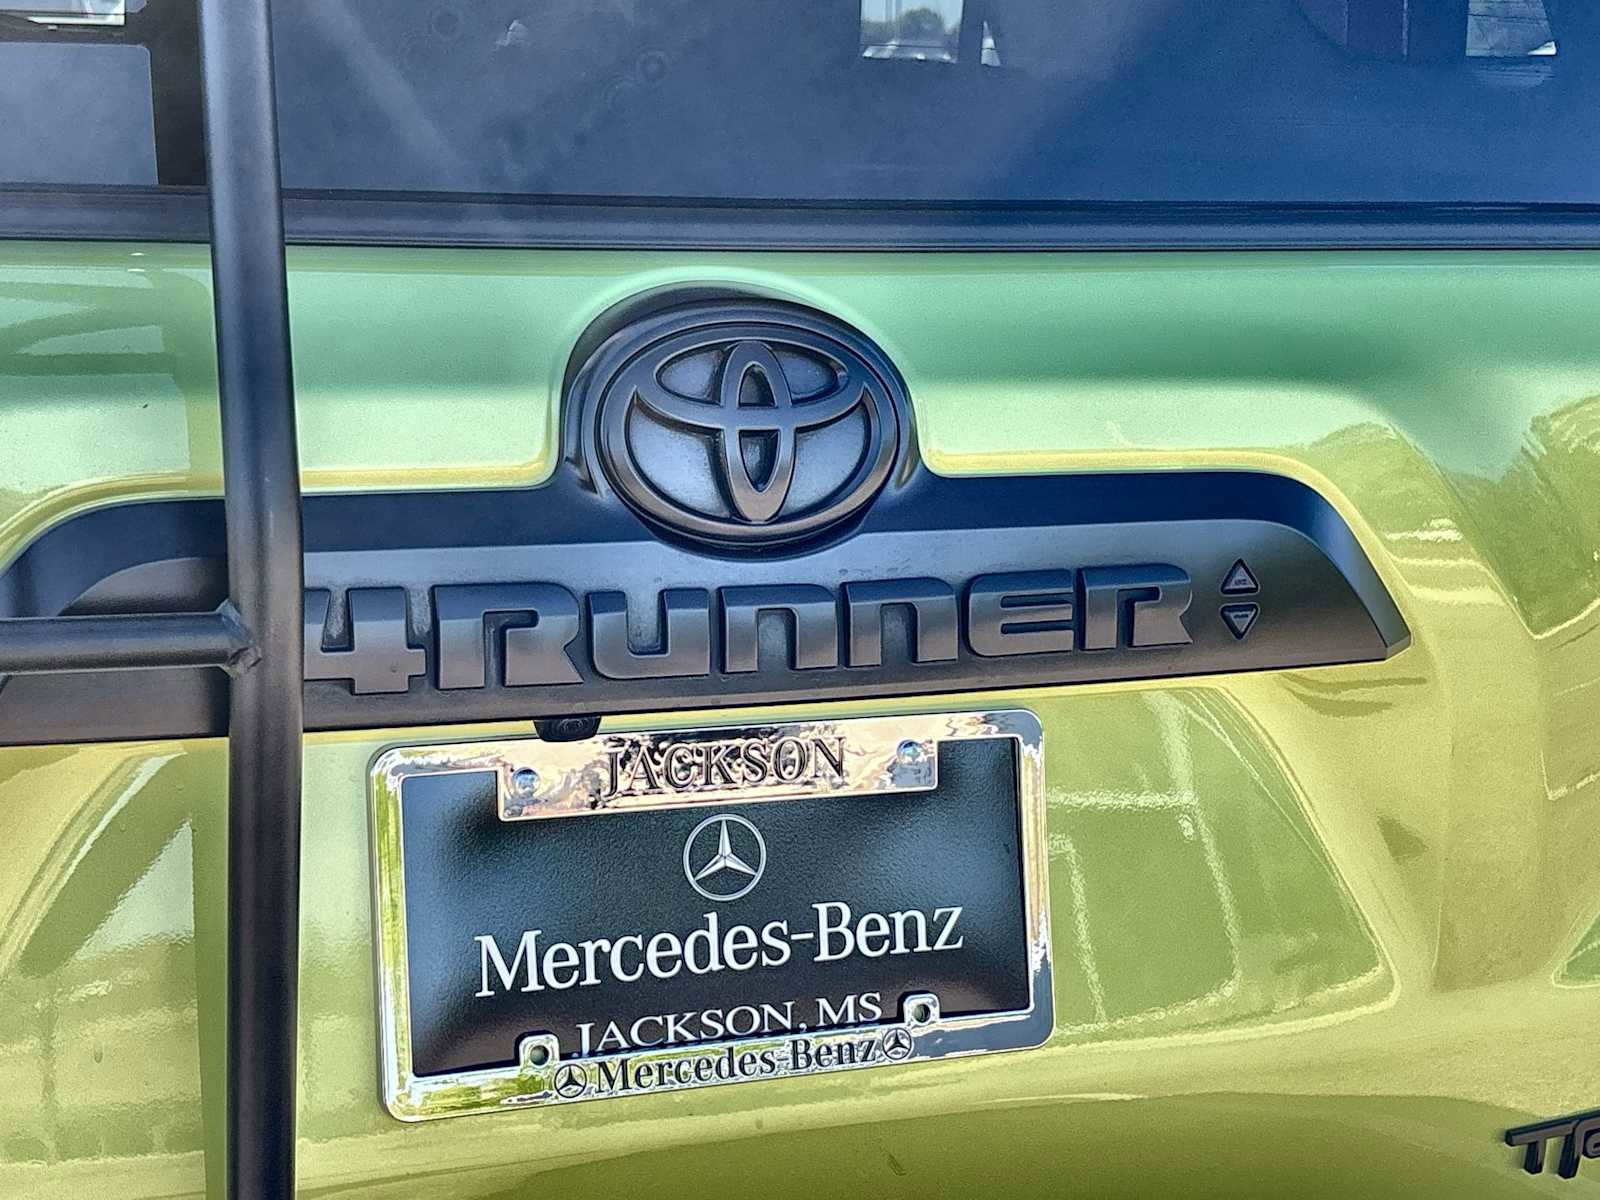 4RUNNER
JACKSON
Mercedes-Benz
JACKSON, MS
Mercedes-Benz